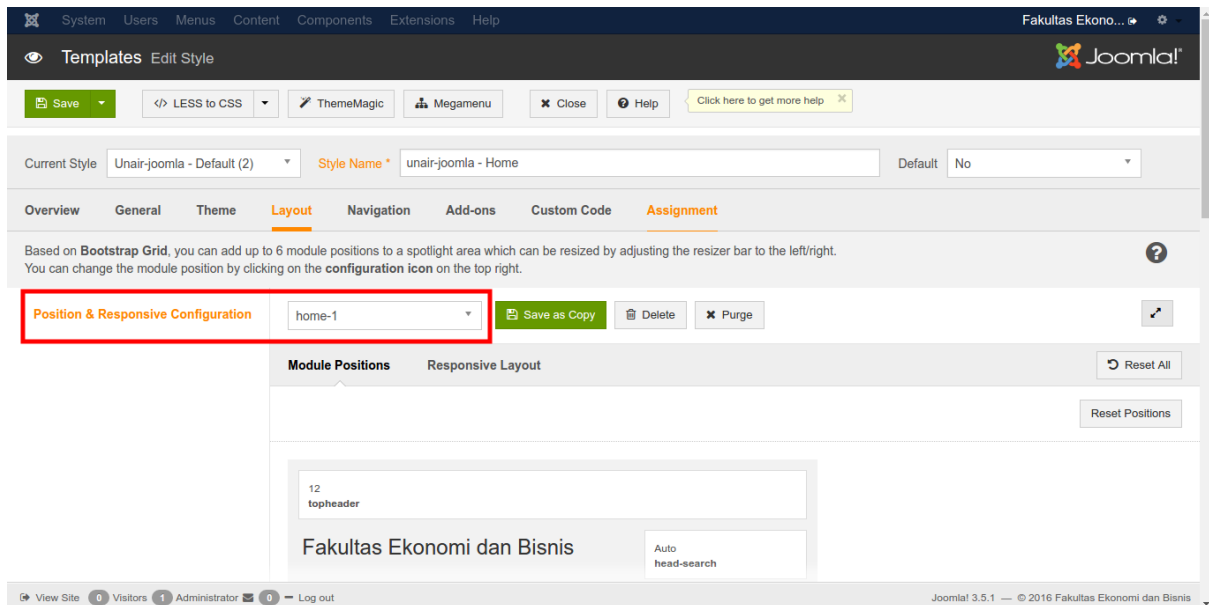 System Users Menus Content Components Extensions Help Fakultas Ekono...
Templates Edit Style Joomla!®
Save </> LESS to CSS ThemeMagic Megamenu Close Help Click here to get more help
Current Style Unair-joomla - Default (2) Style Name * unair-joomla - Home Default No
Overview General Theme Layout Navigation Add-ons Custom Code Assignment
Based on Bootstrap Grid, you can add up to 6 module positions to a spotlight area which can be resized by adjusting the resizer bar to the left/right.
You can change the module position by clicking on the configuration icon on the top right.
Position & Responsive Configuration home-1 Save as Copy Delete Purge
Module Positions Responsive Layout Reset All
Reset Positions
12
topheader
Fakultas Ekonomi dan Bisnis
Auto
head-search
View Site 0 Visitors 1 Administrator 0 Log out Joomla! 3.5.1 — © 2016 Fakultas Ekonomi dan Bisnis